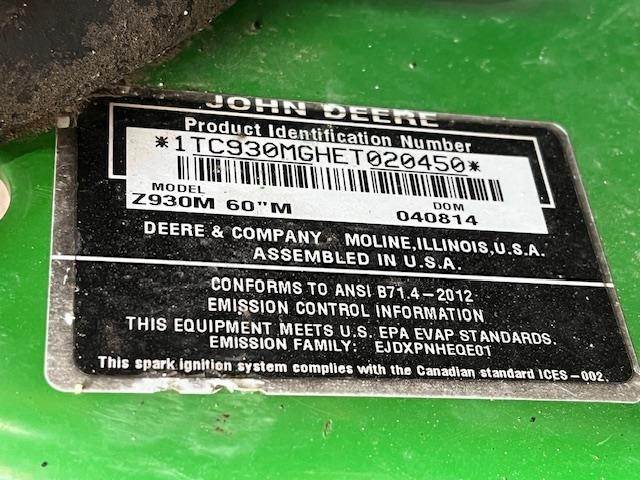 JOHN DEERE
Product Identification Number
*1TC930MGHET020450*
MODEL DOM
Z930M 60"M 040814
DEERE & COMPANY MOLINE,ILLINOIS,U.S.A.
ASSEMBLED IN U.S.A.
CONFORMS TO ANSI B71.4-2012
EMISSION CONTROL INFORMATION
THIS EQUIPMENT MEETS U.S. EPA EVAP STANDARDS.
EMISSION FAMILY: EJDXPNHEQE01
This spark ignition system complies with the Canadian standard ICES-002.